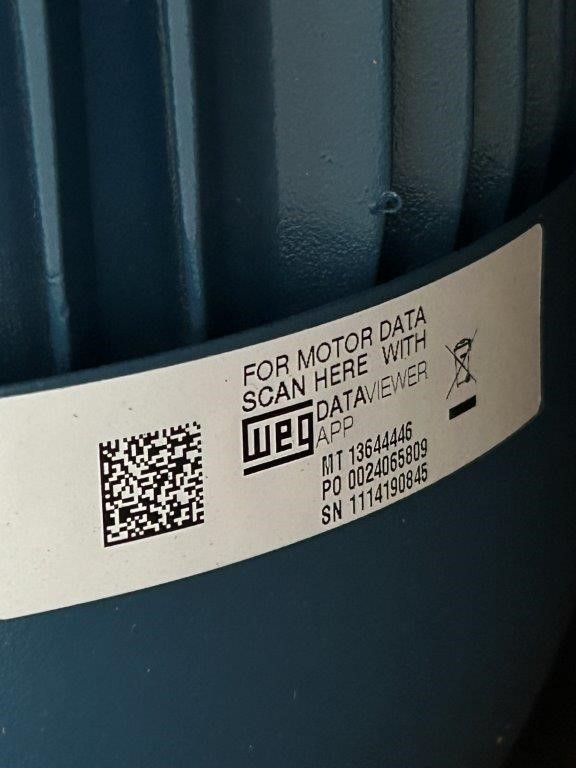 FOR MOTOR DATA
SCAN HERE WITH
weg DATAVIEWER
APP
MT 13644446
PO 0024065809
SN 1114190845